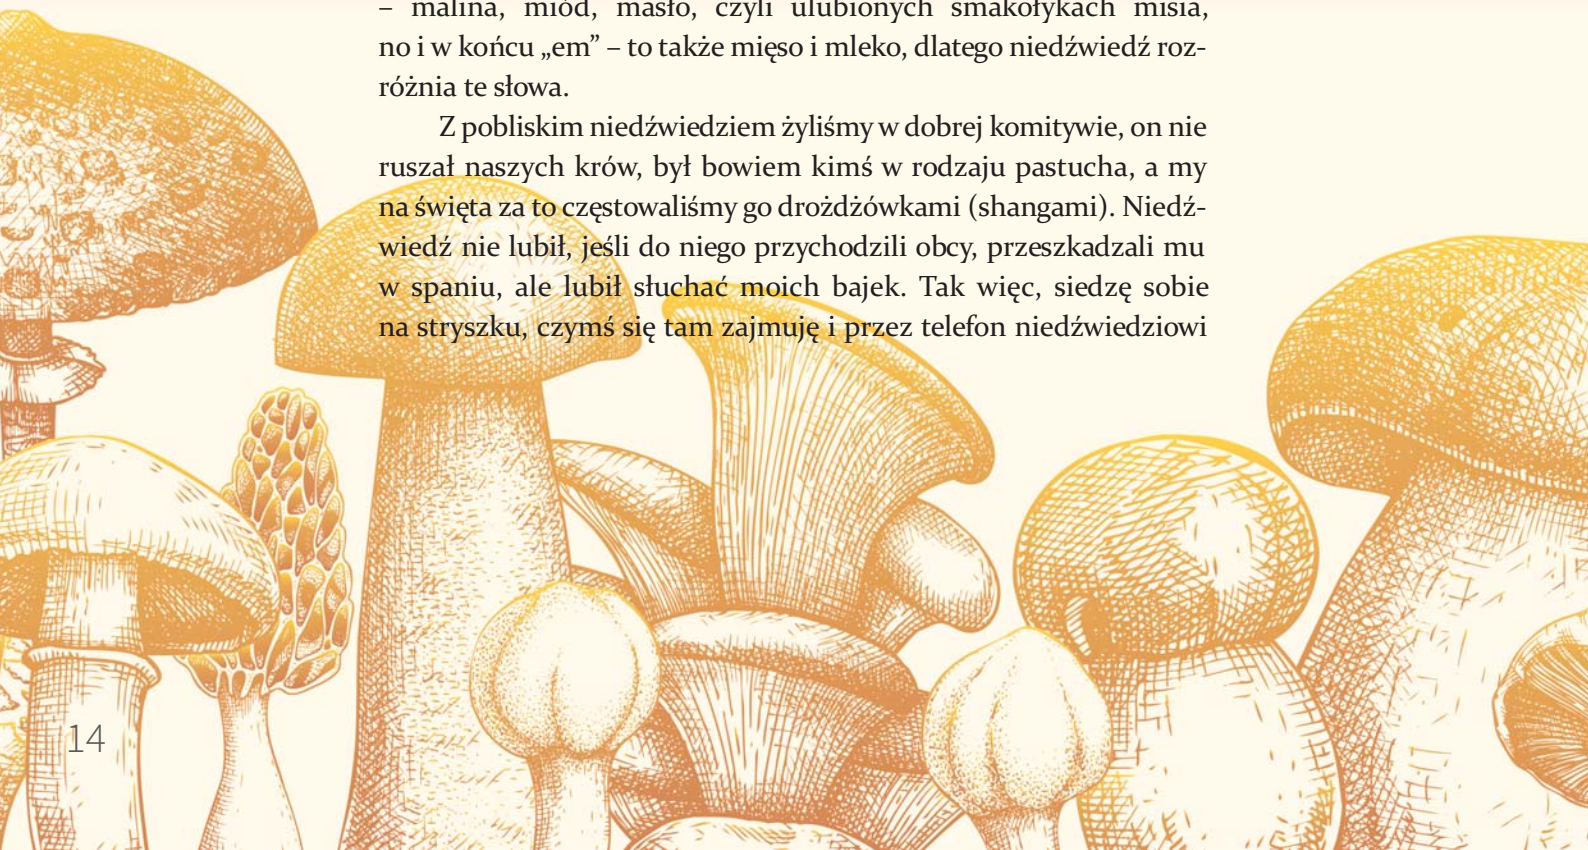 – malina, miód, masło, czyli ulubionych smakołykach misia,
no i w końcu „em” – to także mięso i mleko, dlatego niedźwiedź roz-
różnia te słowa.
Z pobliskim niedźwiedziem żyliśmy w dobrej komitywie, on nie
ruszał naszych krów, był bowiem kimś w rodzaju pastucha, a my
na święta za to częstowaliśmy go drożdżówkami (shangami). Niedź-
wiedź nie lubił, jeśli do niego przychodzili obcy, przeszkadzali mu
w spaniu, ale lubił słuchać moich bajek. Tak więc, siedzę sobie
na stryszku, czymś się tam zajmuję i przez telefon niedźwiedziowi
14